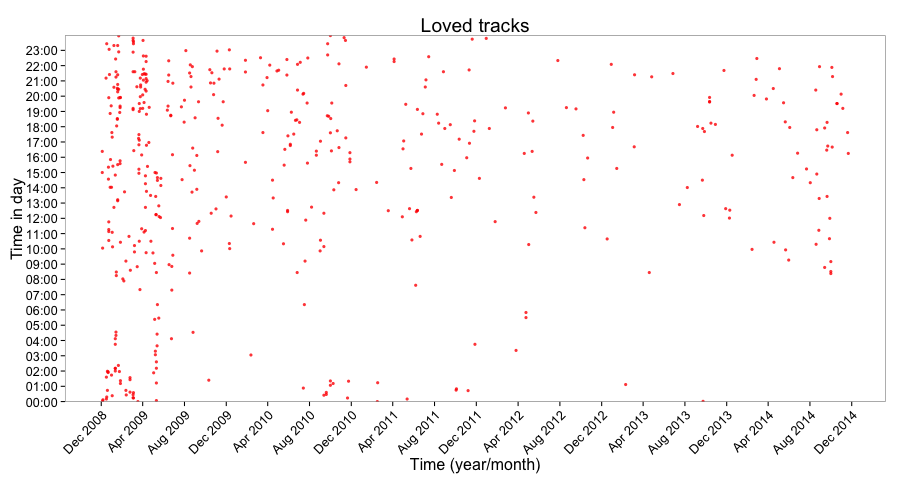 Loved tracks
Time in day
23:00
22:00
21:00
20:00
19:00
18:00
17:00
16:00
15:00
14:00
13:00
12:00
11:00
10:00
09:00
08:00
07:00
06:00
05:00
04:00
03:00
02:00
01:00
00:00
Dec 2008
Apr 2009
Aug 2009
Dec 2009
Apr 2010
Aug 2010
Dec 2010
Apr 2011
Aug 2011
Dec 2011
Apr 2012
Aug 2012
Dec 2012
Apr 2013
Aug 2013
Dec 2013
Apr 2014
Aug 2014
Dec 2014
Time (year/month)